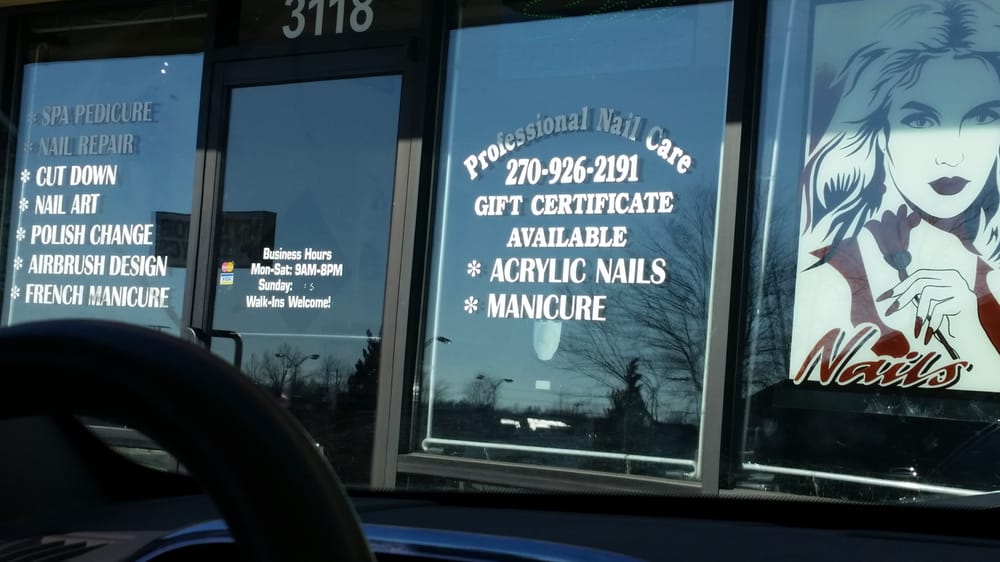 3118
* SPA PEDICURE
* NAIL REPAIR
* CUT DOWN
* NAIL ART
* POLISH CHANGE
* AIRBRUSH DESIGN
* FRENCH MANICURE
Business Hours
Mon-Sat: 9AM-8PM
Sunday:
Walk-Ins Welcome!
Professional Nail Care
270-926-2191
GIFT CERTIFICATE
AVAILABLE
* ACRYLIC NAILS
* MANICURE
Nails